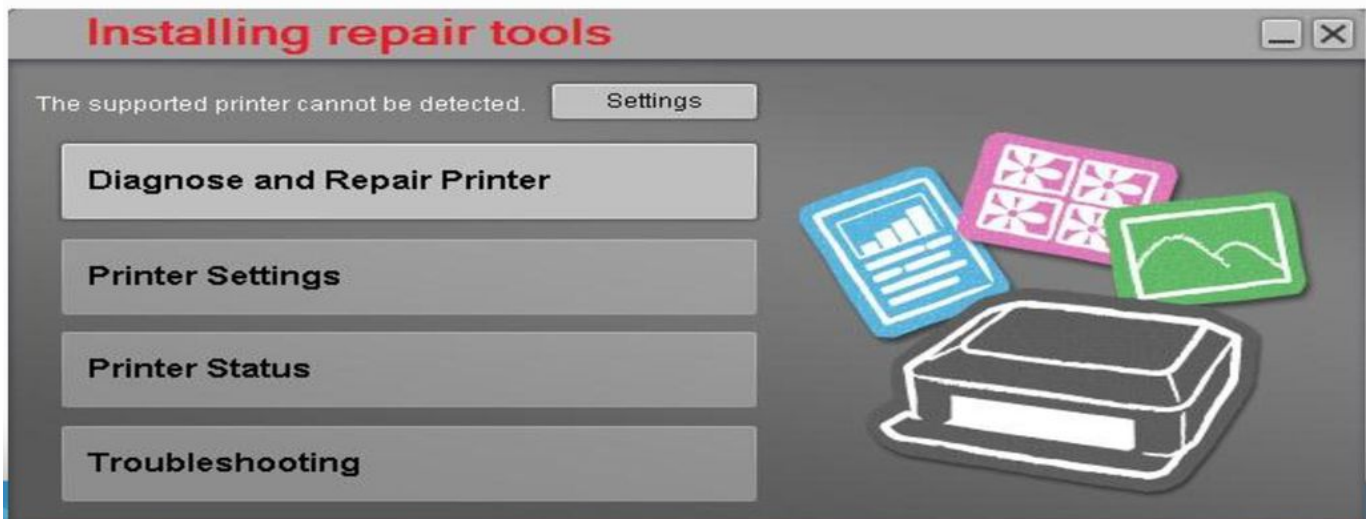 Installing repair tools
The supported printer cannot be detected.
Settings
Diagnose and Repair Printer
Printer Settings
Printer Status
Troubleshooting